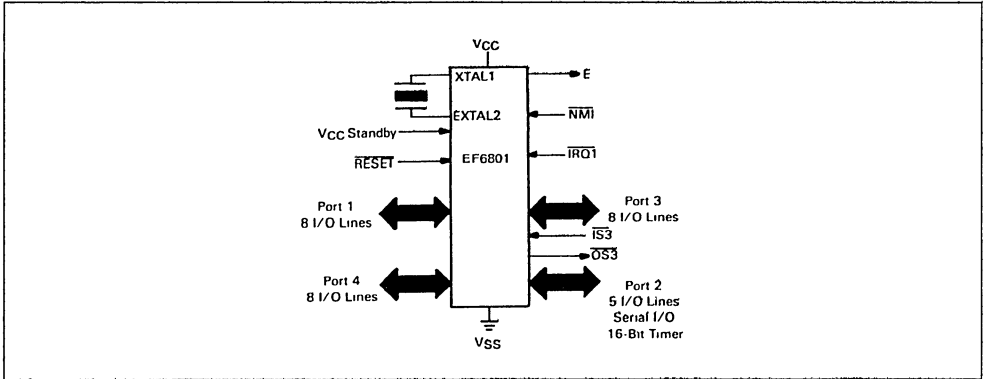 VCC
XTAL1
E
EXTAL2
NMI
VCC Standby
RESET
EF6801
IRQ1
Port 1
8 I/O Lines
Port 3
8 I/O Lines
IS3
OS3
Port 4
8 I/O Lines
Port 2
5 I/O Lines
Serial I/O
16-Bit Timer
VSS